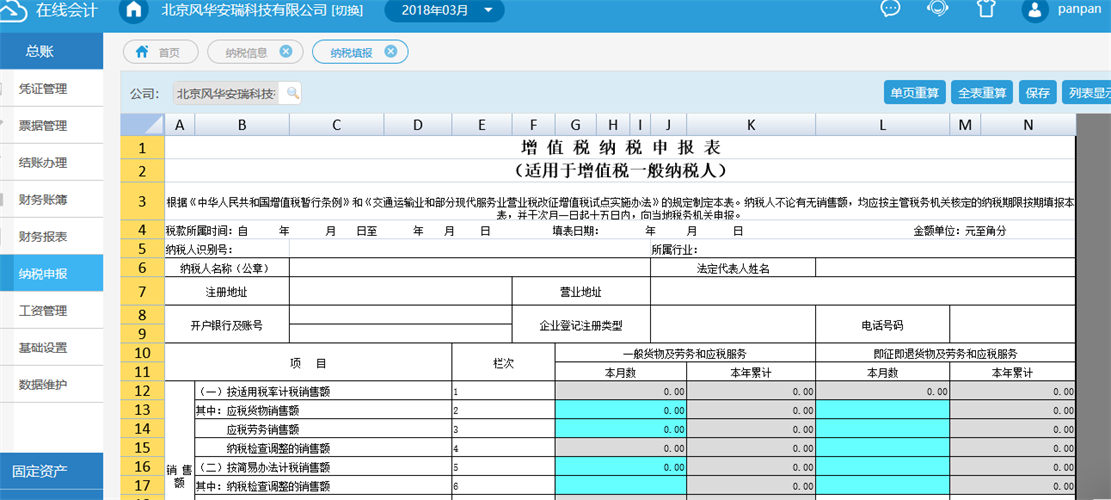 在线会计 北京风华安瑞科技有限公司 [切换] 2018年03月 panpan
总账
凭证管理
票据管理
结账办理
财务账簿
财务报表
纳税申报
工资管理
基础设置
数据维护
固定资产
首页 纳税信息 纳税填报
公司： 北京风华安瑞科技 单页重算 全表重算 保存 列表显示
A B C D E F G H I J K L M N
1 增 值 税 纳 税 申 报 表
2 （适用于增值税一般纳税人）
3 根据《中华人民共和国增值税暂行条例》和《交通运输业和部分现代服务业营业税改征增值税试点实施办法》的规定制定本表。纳税人不论有无销售额，均应按主管税务机关核定的纳税期限按期填报本
表，并于次月一日起十五日内，向当地税务机关申报。
4 税款所属时间：自 年 月 日至 年 月 日 填表日期： 年 月 日 金额单位：元至角分
5 纳税人识别号： 所属行业：
6 纳税人名称（公章） 法定代表人姓名
7 注册地址 营业地址
8
开户银行及账号 企业登记注册类型 电话号码
9
10 项 目 栏次 一般货物及劳务和应税服务 即征即退货物及劳务和应税服务
11 本月数 本年累计 本月数 本年累计
12 （一）按适用税率计税销售额 1 0.00 0.00 0.00 0.00
13 其中：应税货物销售额 2 0.00 0.00 0.00
14 应税劳务销售额 3 0.00 0.00 0.00
15 纳税检查调整的销售额 4 0.00 0.00 0.00
16 销 售 （二）按简易办法计税销售额 5 0.00 0.00 0.00
17 额 其中：纳税检查调整的销售额 6 0.00 0.00